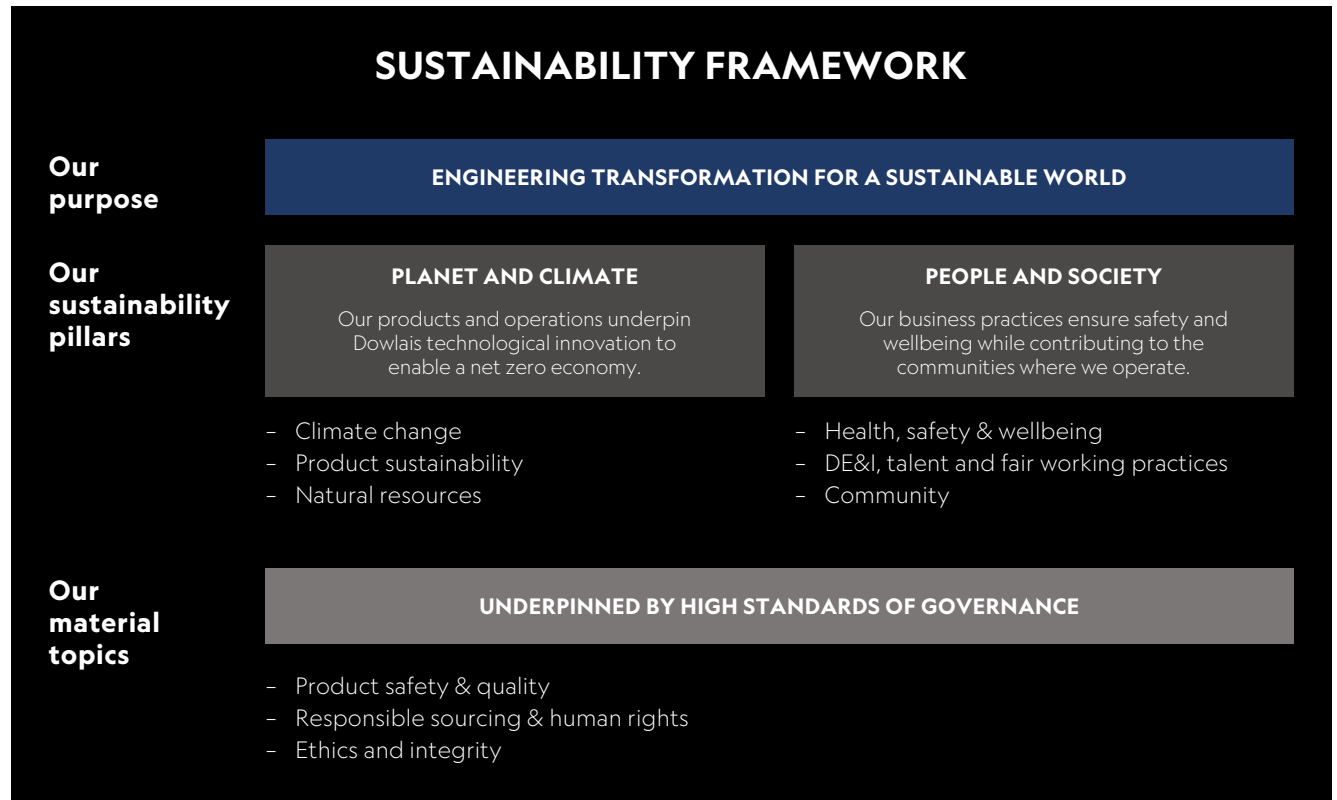 SUSTAINABILITY FRAMEWORK
Our
purpose
ENGINEERING TRANSFORMATION FOR A SUSTAINABLE WORLD
Our
sustainability
pillars
PLANET AND CLIMATE
Our products and operations underpin
Dowlais technological innovation to
enable a net zero economy.
– Climate change
– Product sustainability
– Natural resources
PEOPLE AND SOCIETY
Our business practices ensure safety and
wellbeing while contributing to the
communities where we operate.
– Health, safety & wellbeing
– DE&I, talent and fair working practices
– Community
Our
material
topics
UNDERPINNED BY HIGH STANDARDS OF GOVERNANCE
– Product safety & quality
– Responsible sourcing & human rights
– Ethics and integrity